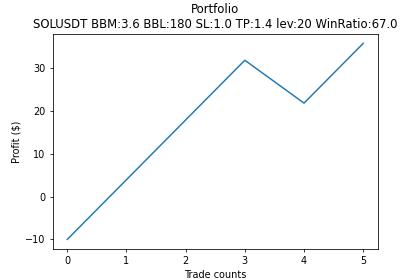 Portfolio
SOLUSDT BBM:3.6 BBL:180 SL:1.0 TP:1.4 lev:20 WinRatio:67.0
30
20
10
0
−10
Profit ($)
0 1 2 3 4 5
Trade counts